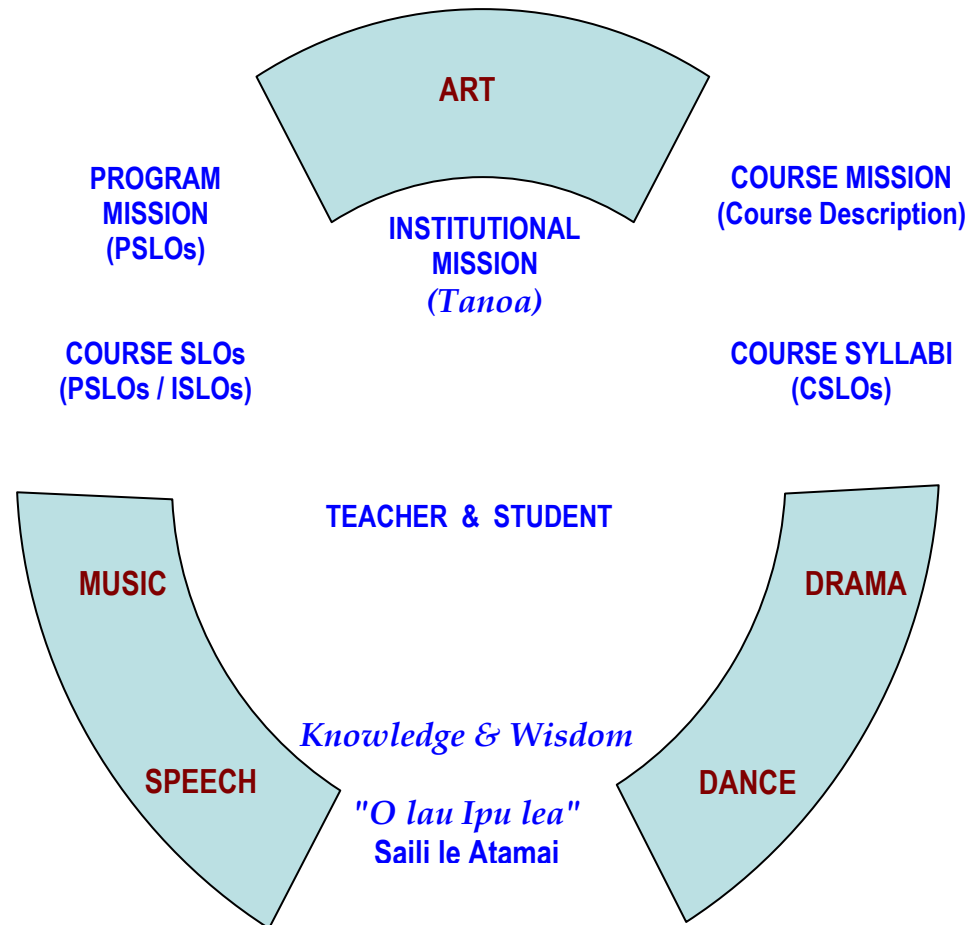 ART
PROGRAM
MISSION
(PSLOs)
COURSE MISSION
(Course Description)
INSTITUTIONAL
MISSION
(Tanoa)
COURSE SLOs
(PSLOs / ISLOs)
COURSE SYLLABI
(CSLOs)
TEACHER & STUDENT
MUSIC
DRAMA
Knowledge & Wisdom
SPEECH
DANCE
"O lau Ipu lea"
Saili le Atamai